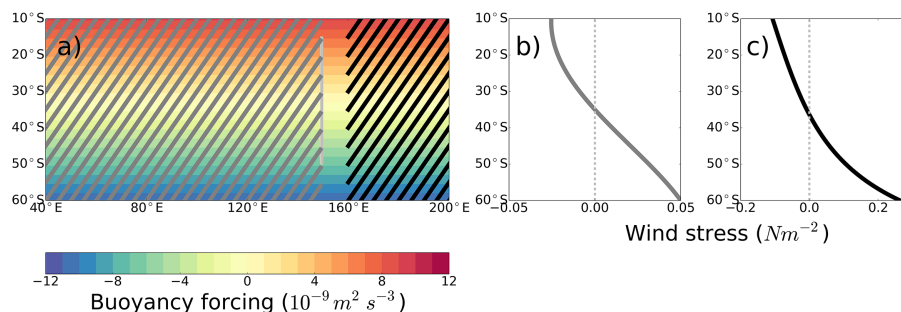 10°S
20°S
30°S
40°S
50°S
60°S
a)
40°E
80°E
120°E
160°E
200°E
−12
−8
−4
0
4
8
12
Buoyancy forcing (10⁻⁹ m² s⁻³)
10°S
20°S
30°S
40°S
50°S
60°S
b)
−0.05
0.00
0.05
10°S
20°S
30°S
40°S
50°S
60°S
c)
−0.2
0.0
0.2
Wind stress (Nm⁻²)